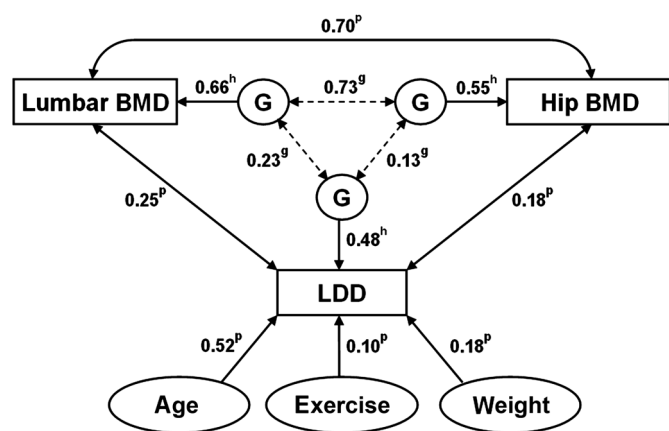 0.70ᵖ
Lumbar BMD
0.66ʰ
G
0.73ᵍ
G
0.55ʰ
Hip BMD
0.23ᵍ
0.13ᵍ
0.25ᵖ
G
0.18ᵖ
0.48ʰ
LDD
0.52ᵖ
0.10ᵖ
0.18ᵖ
Age
Exercise
Weight